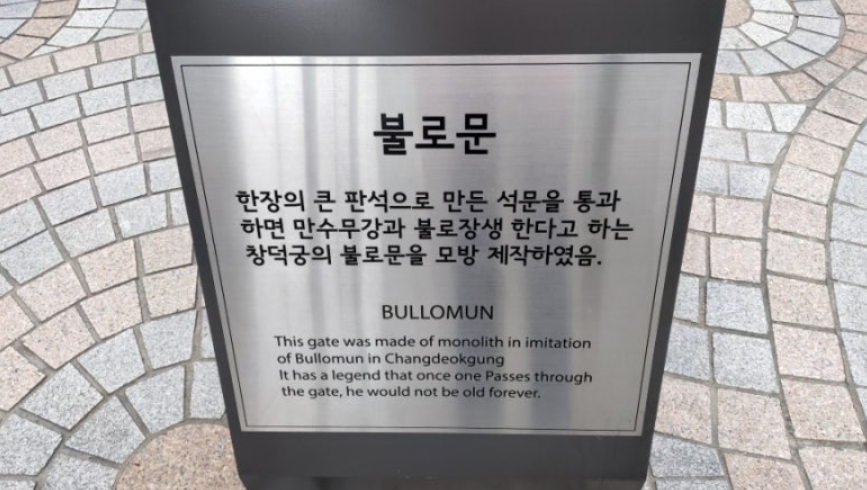 불로문
한장의 큰 판석으로 만든 석문을 통과
하면 만수무강과 불로장생 한다고 하는
창덕궁의 불로문을 모방 제작하였음.
BULLOMUN
This gate was made of monolith in imitation
of Bullomun in Changdeokgung
It has a legend that once one Passes through
the gate, he would not be old forever.